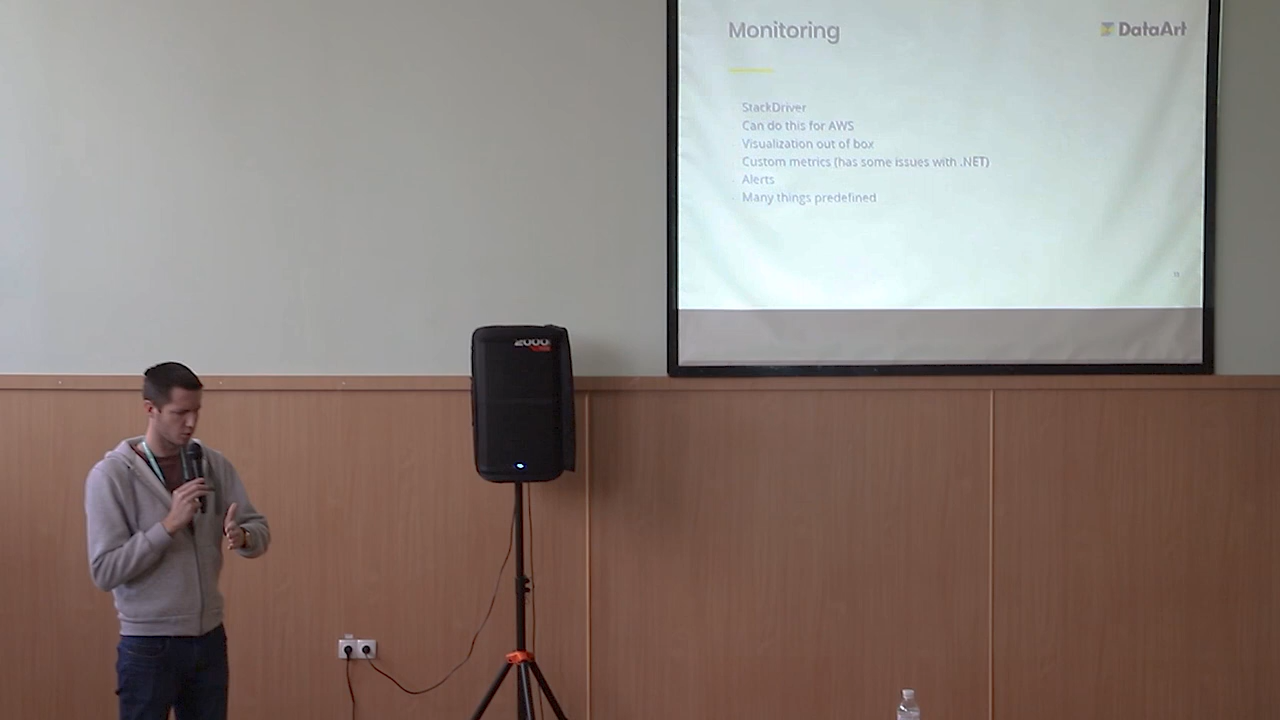 Monitoring
DataArt
StackDriver
Can do this for AWS
Visualization out of box
Custom metrics (has some issues with .NET)
Alerts
Many things predefined
2000